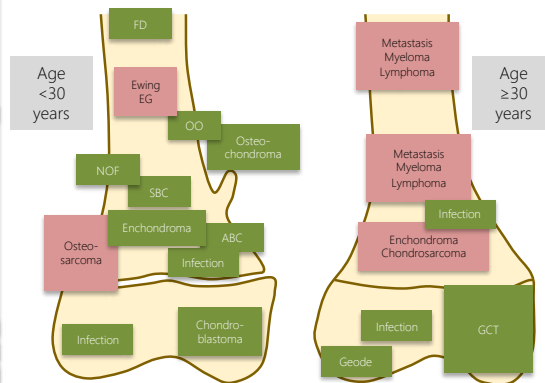 Age
<30
years
FD
Ewing
EG
OO
Osteo-
chondroma
NOF
SBC
Enchondroma
ABC
Osteo-
sarcoma
Infection
Infection
Chondro-
blastoma
Metastasis
Myeloma
Lymphoma
Age
≥30
years
Metastasis
Myeloma
Lymphoma
Infection
Enchondroma
Chondrosarcoma
Infection
GCT
Geode